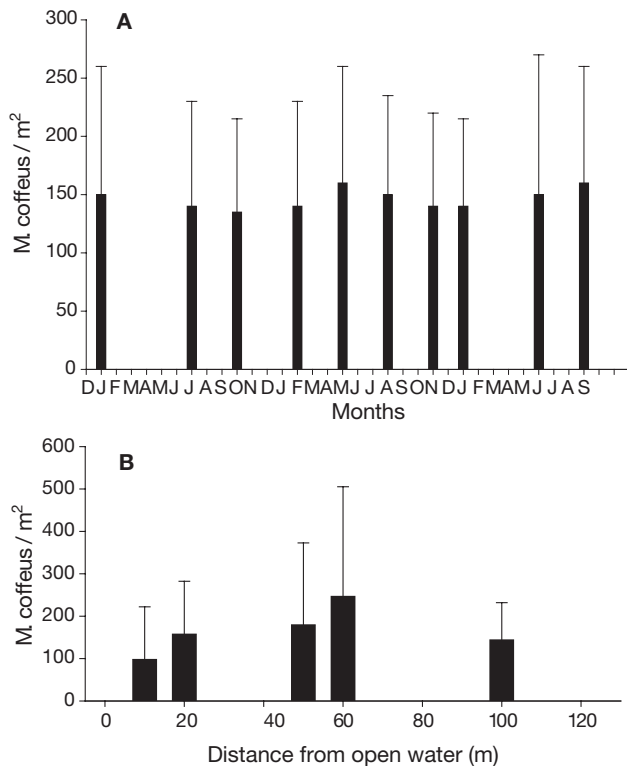 A
300
250
200
150
100
50
0
M. coffeus / m²
DJFMAMJJASONDJFMAMJJASONDJFMAMJJAS
Months
B
600
500
400
300
200
100
0
M. coffeus / m²
0 20 40 60 80 100 120
Distance from open water (m)